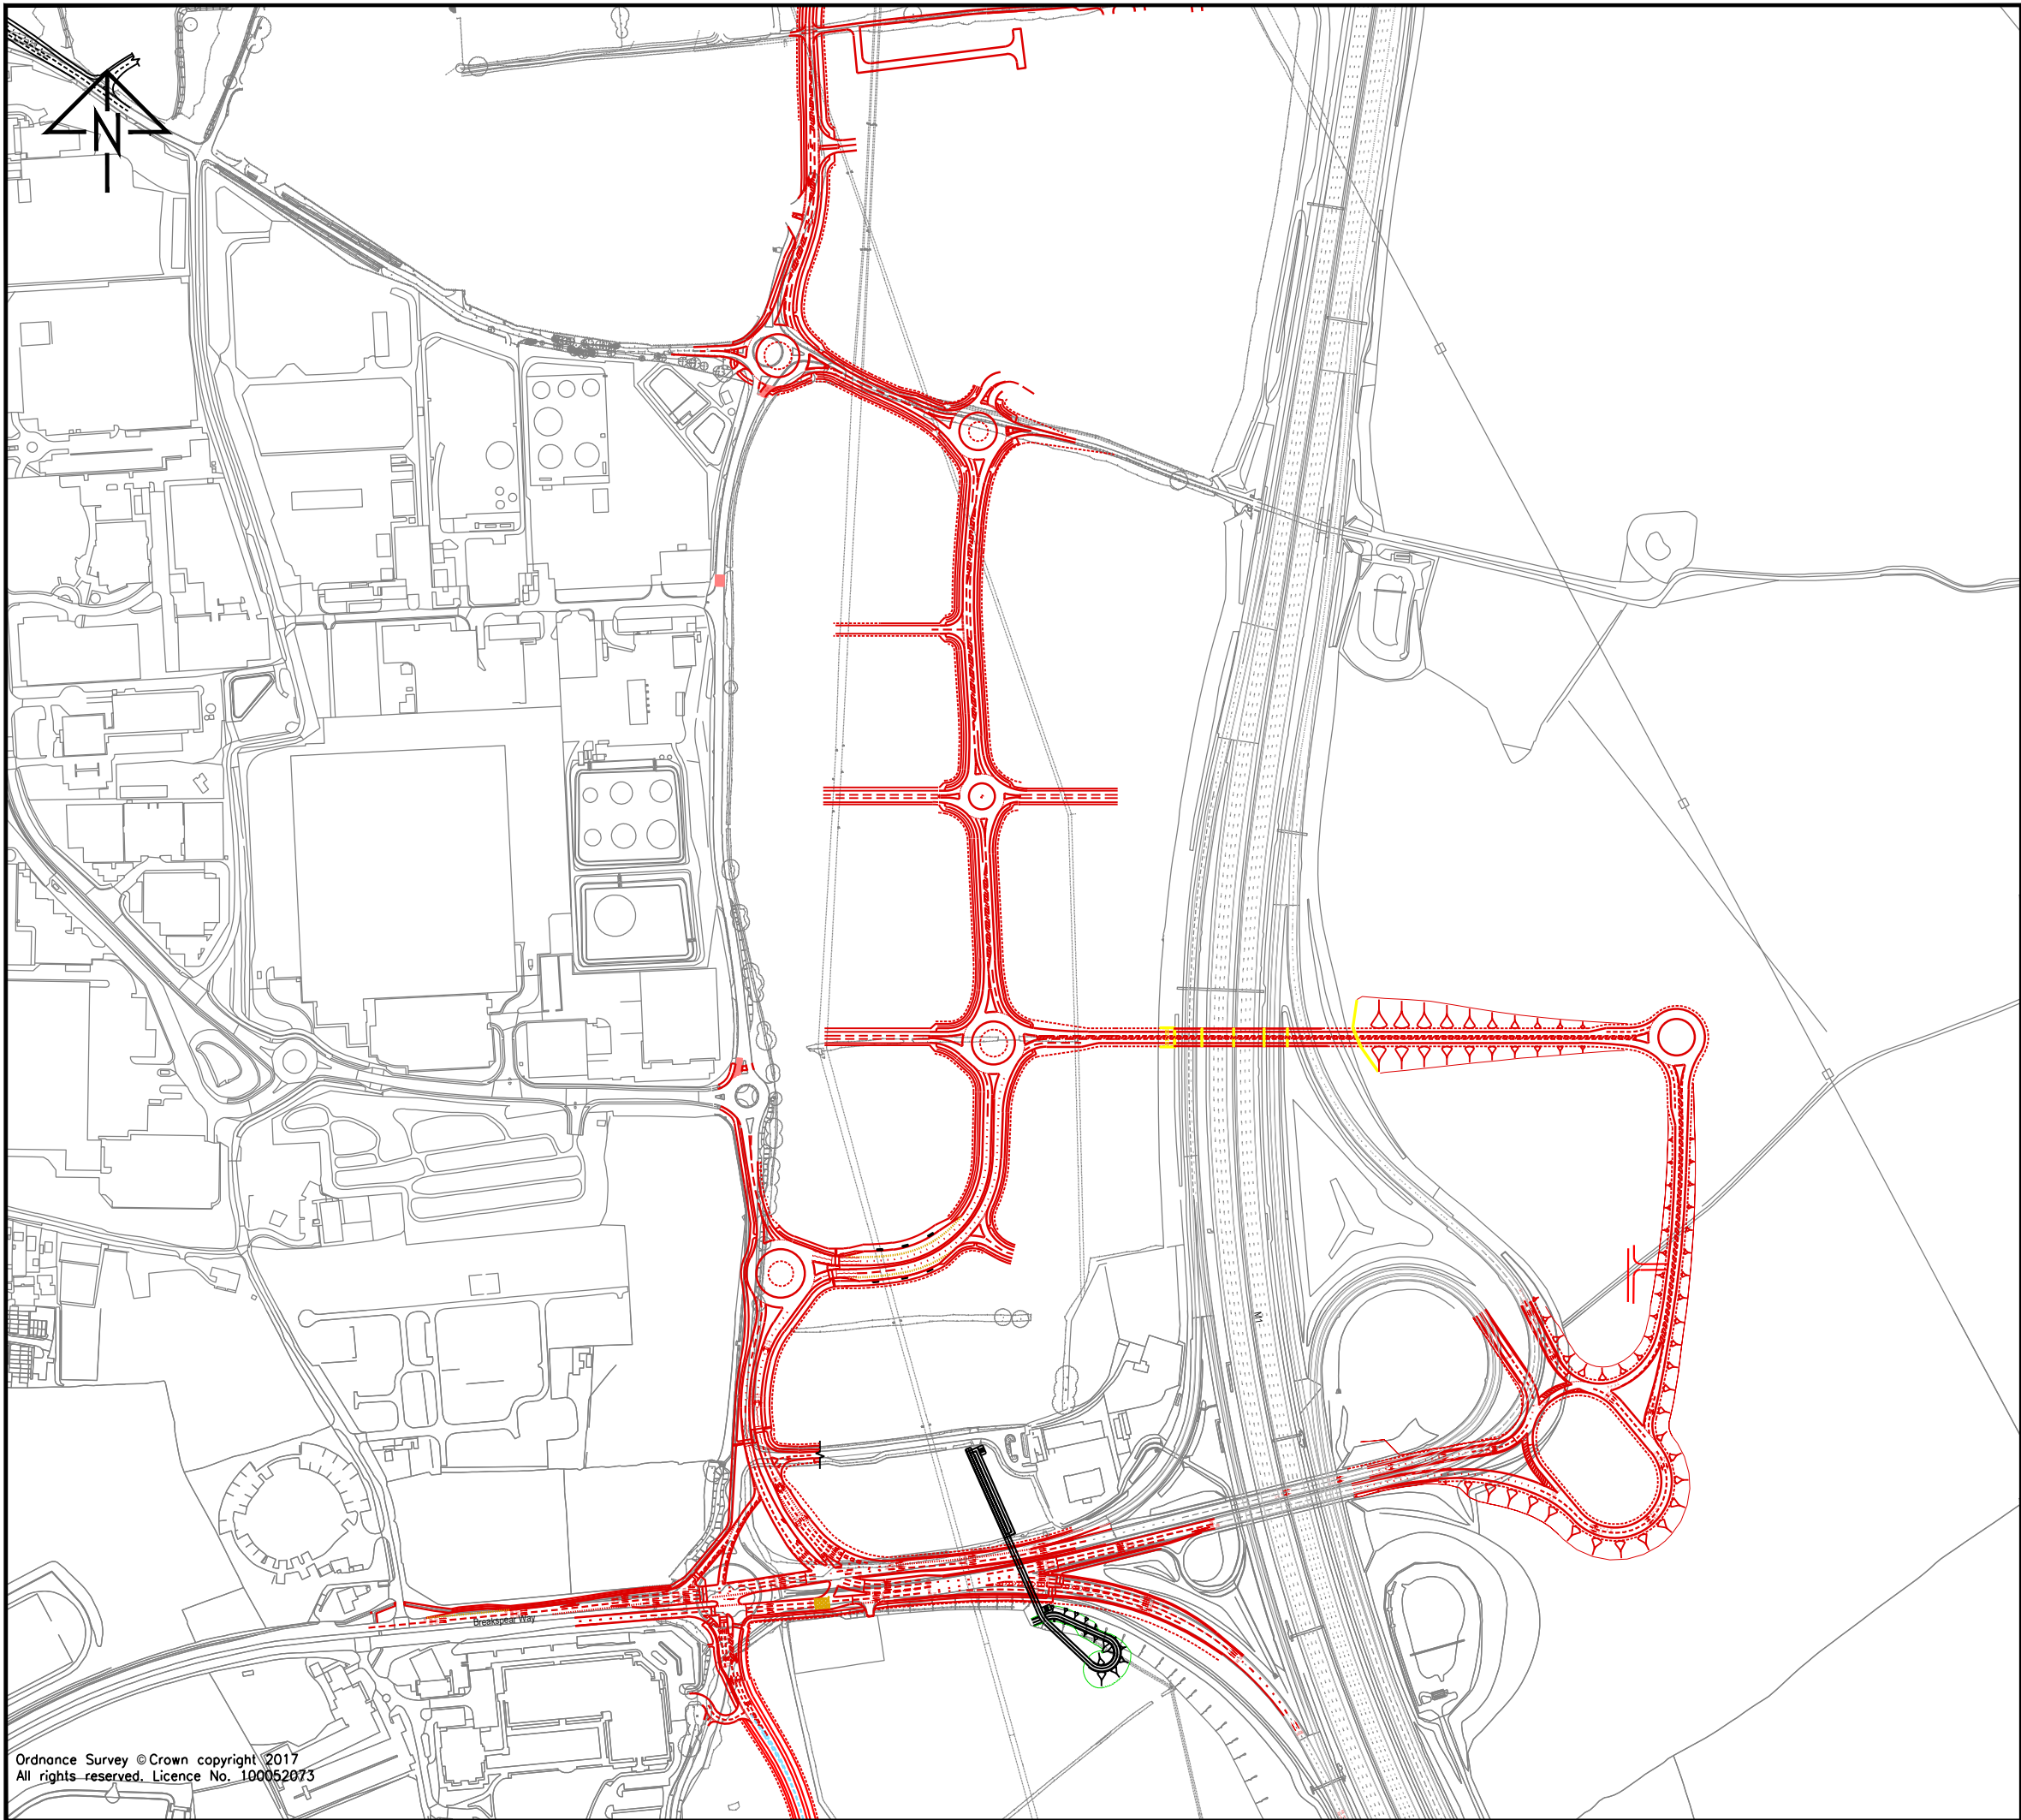 N
M1
Breakspear Way
Ordnance Survey © Crown copyright 2017
All rights reserved. Licence No. 100052073